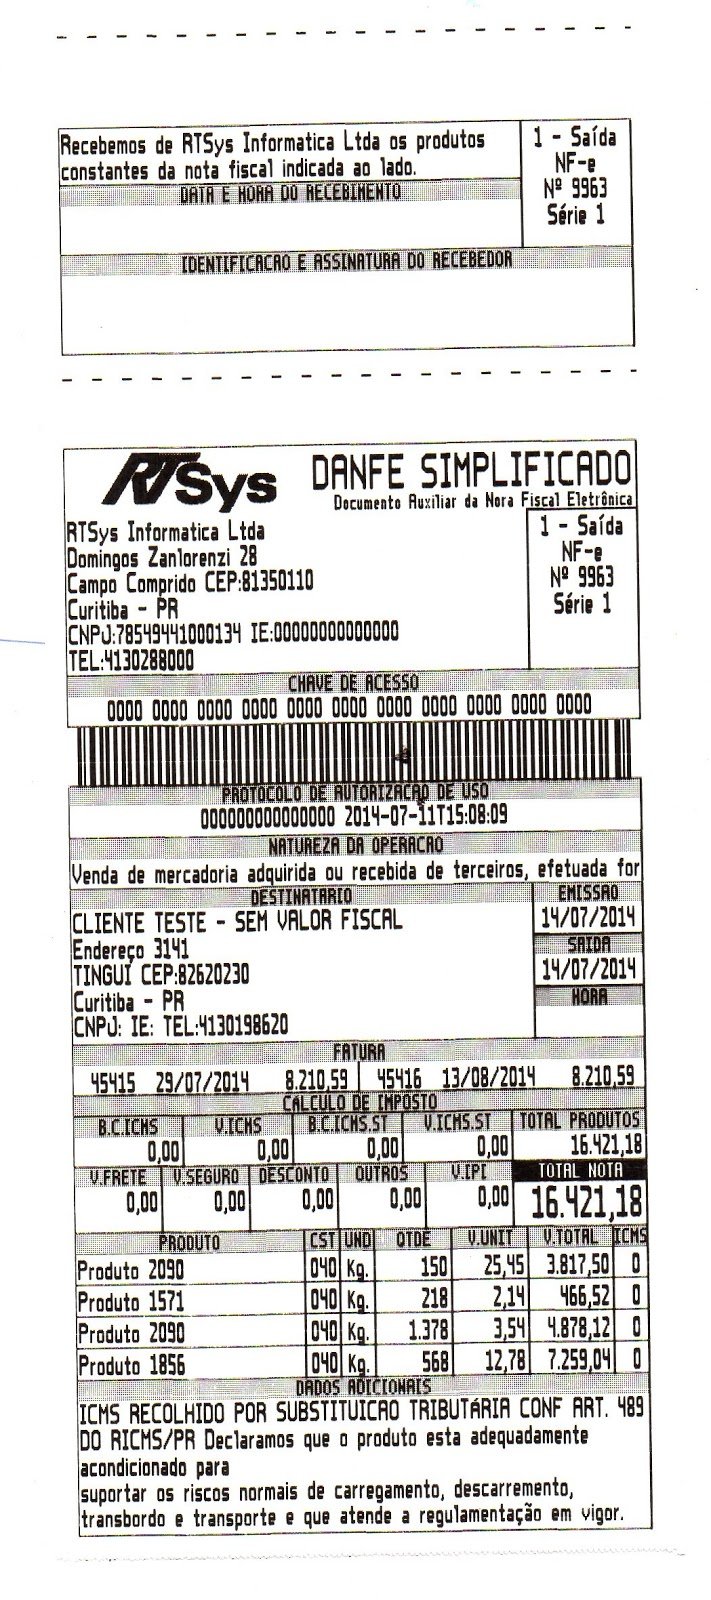 Recebemos de RTSys Informatica Ltda os produtos
constantes da nota fiscal indicada ao lado.
DATA E HORA DO RECEBIMENTO
1 - Saída
NF-e
Nº 9963
Série 1
IDENTIFICACAO E ASSINATURA DO RECEBEDOR
RTSys
DANFE SIMPLIFICADO
Documento Auxiliar da Nora Fiscal Eletrônica
RTSys Informatica Ltda
Domingos Zanlorenzi 28
Campo Comprido CEP:81350110
Curitiba - PR
CNPJ:78549441000134 IE:00000000000000
TEL:4130288000
1 - Saída
NF-e
Nº 9963
Série 1
CHAVE DE ACESSO
0000 0000 0000 0000 0000 0000 0000 0000 0000 0000 0000
PROTOCOLO DE AUTORIZACAO DE USO
000000000000000 2014-07-11T15:08:09
NATUREZA DA OPERACAO
Venda de mercadoria adquirida ou recebida de terceiros, efetuada for
DESTINATARIO
CLIENTE TESTE - SEM VALOR FISCAL
Endereço 3141
TINGUÍ CEP:82620230
Curitiba - PR
CNPJ: IE: TEL:4130198620
EMISSAO
14/07/2014
SAIDA
14/07/2014
HORA
FATURA
45415 29/07/2014 8.210,59 45416 13/08/2014 8.210,59
CALCULO DE IMPOSTO
B.C.ICMS V.ICMS B.C.ICMS.ST V.ICMS.ST TOTAL PRODUTOS
0,00 0,00 0,00 0,00 16.421,18
V.FRETE V.SEGURO DESCONTO OUTROS V.IPI TOTAL NOTA
0,00 0,00 0,00 0,00 0,00 16.421,18
PRODUTO CST UND QTDE V.UNIT V.TOTAL ICMS
Produto 2090 040 Kg. 150 25,45 3.817,50 0
Produto 1571 040 Kg. 218 2,14 466,52 0
Produto 2090 040 Kg. 1.378 3,54 4.878,12 0
Produto 1856 040 Kg. 568 12,78 7.259,04 0
DADOS ADICIONAIS
ICMS RECOLHIDO POR SUBSTITUICAO TRIBUTÁRIA CONF ART. 489
DO RICMS/PR Declaramos que o produto esta adequadamente
acondicionado para
suportar os riscos normais de carregamento, descarremento,
transbordo e transporte e que atende a regulamentação em vigor.